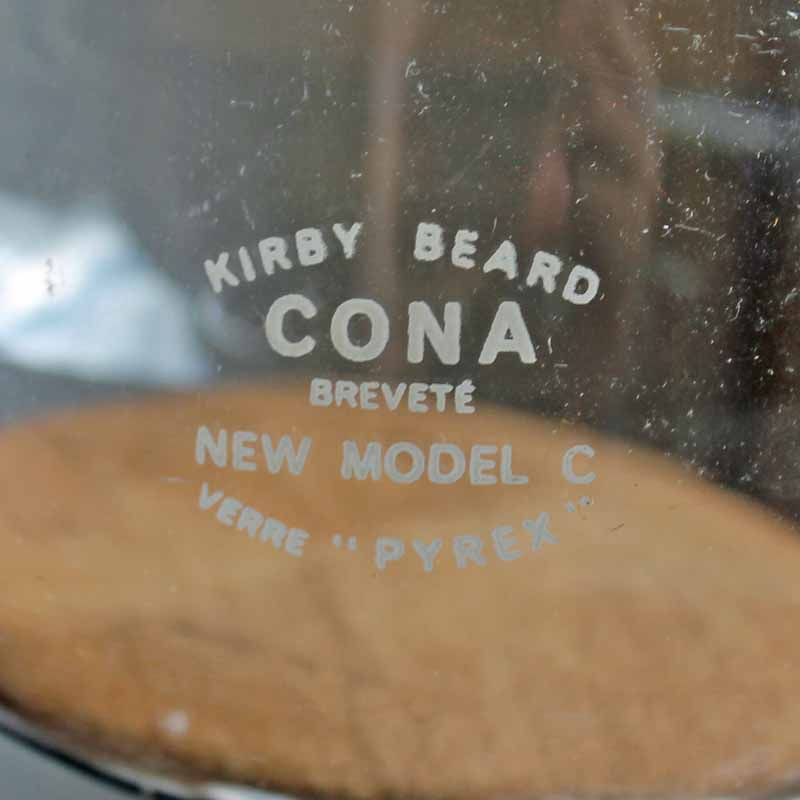 KIRBY BEARD
CONA
BREVETÉ
NEW MODEL C
VERRE "PYREX"